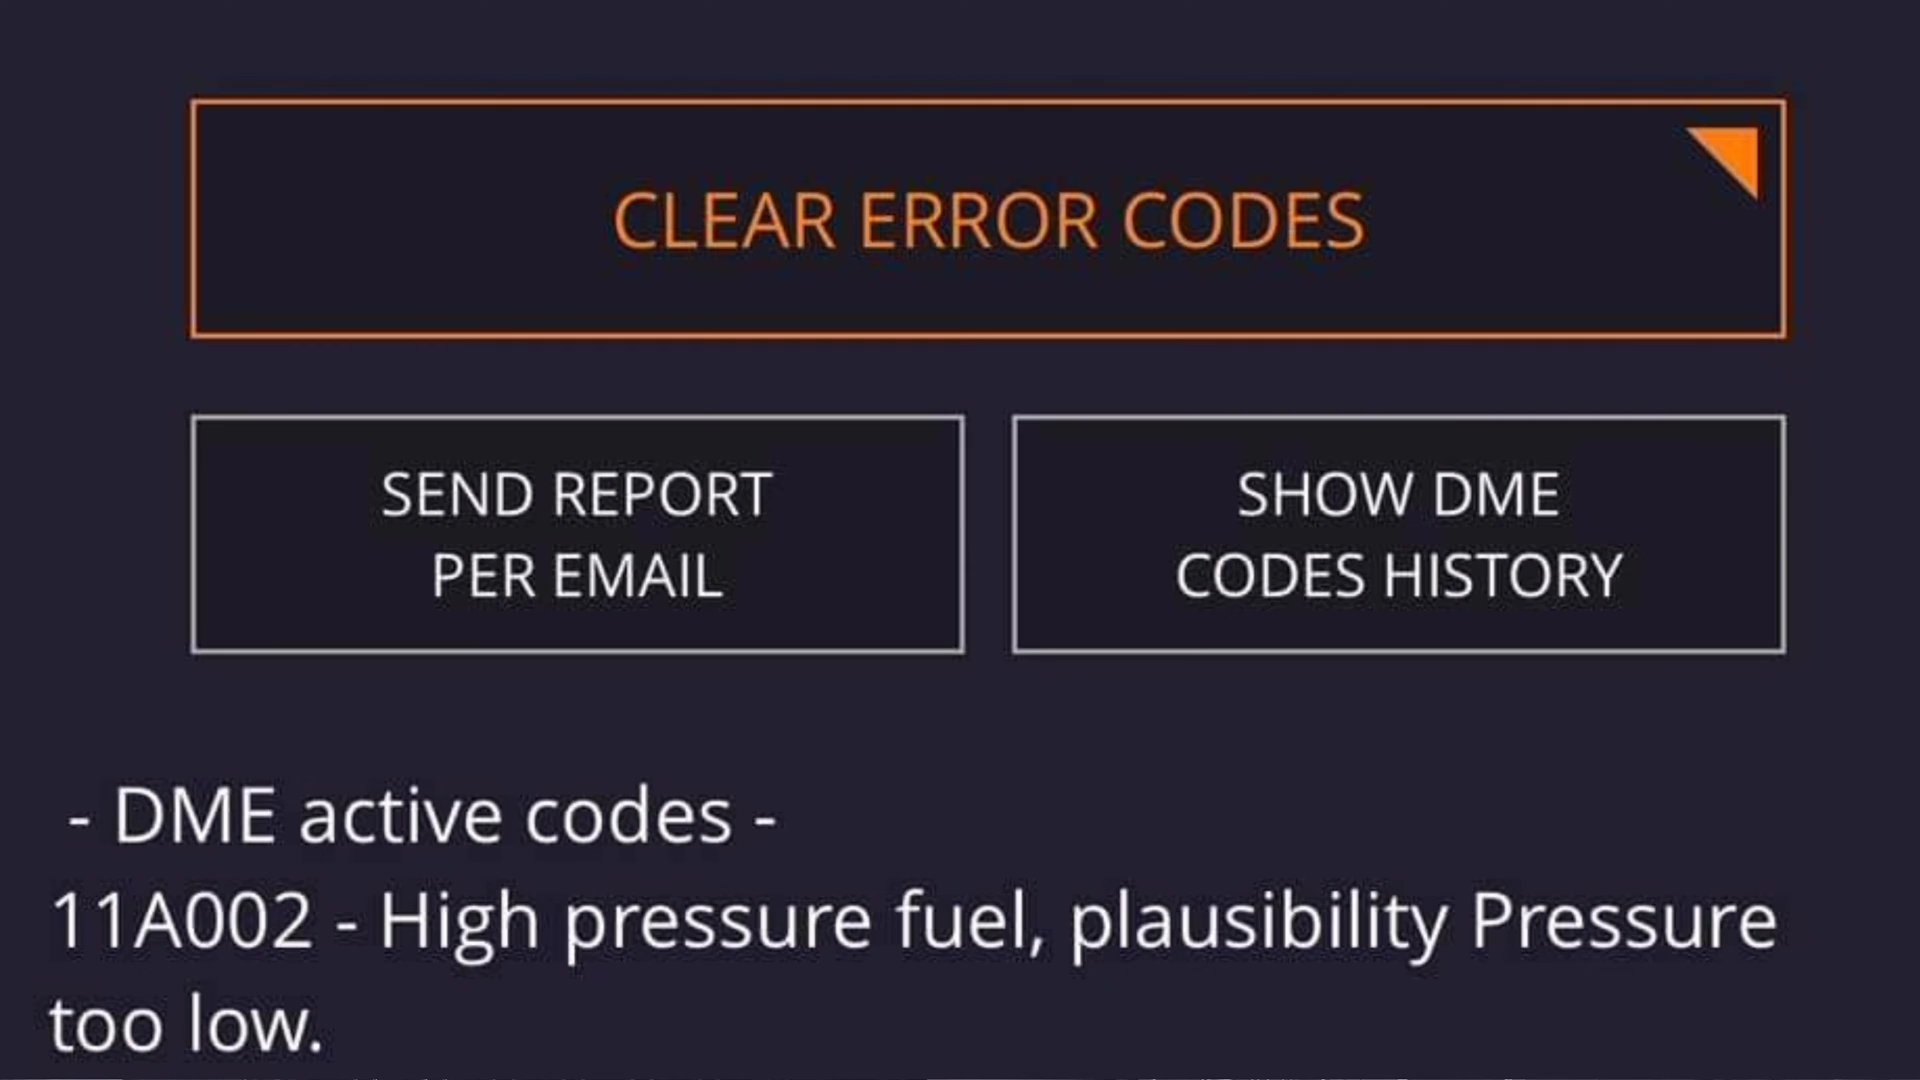 CLEAR ERROR CODES
SEND REPORT
PER EMAIL
SHOW DME
CODES HISTORY
- DME active codes -
11A002 - High pressure fuel, plausibility Pressure
too low.